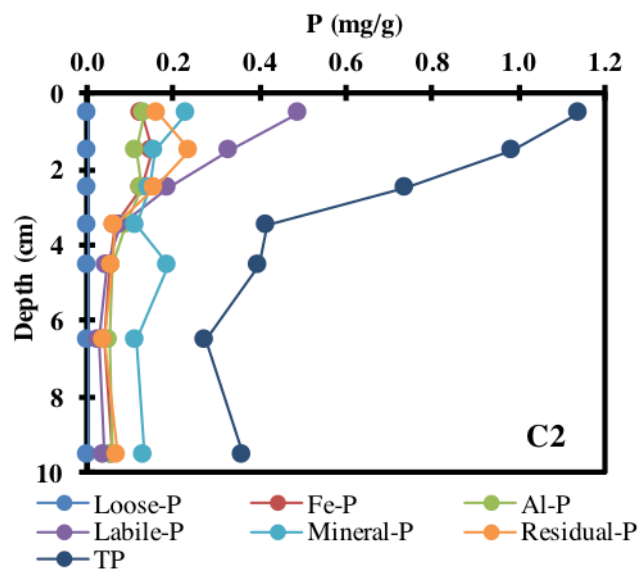 P (mg/g)
0.0 0.2 0.4 0.6 0.8 1.0 1.2
0
2
4
6
8
10
Depth (cm)
C2
Loose-P Fe-P Al-P
Labile-P Mineral-P Residual-P
TP